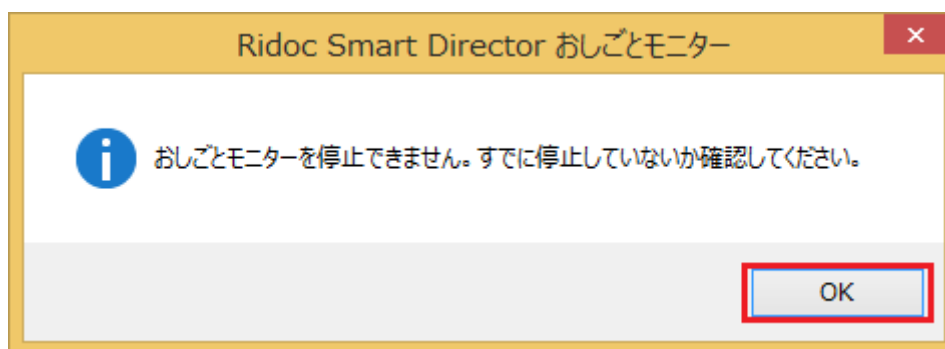 Ridoc Smart Director おしごとモニター
おしごとモニターを停止できません。すでに停止していないか確認してください。
OK